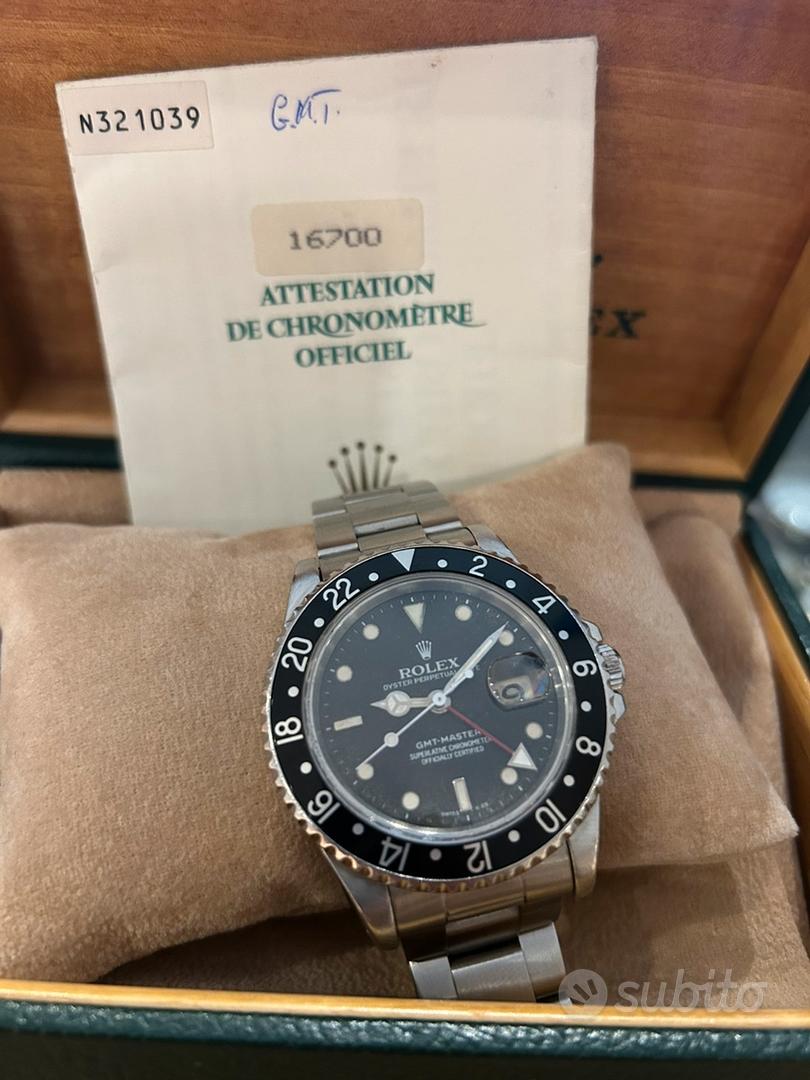 N321039
G.M.T.
16700
ATTESTATION
DE CHRONOMÈTRE
OFFICIEL
ROLEX
OYSTER PERPETUAL
GMT-MASTER
SUPERLATIVE CHRONOMETER
OFFICIALLY CERTIFIED
2
4
6
8
10
12
14
16
18
20
22
subito